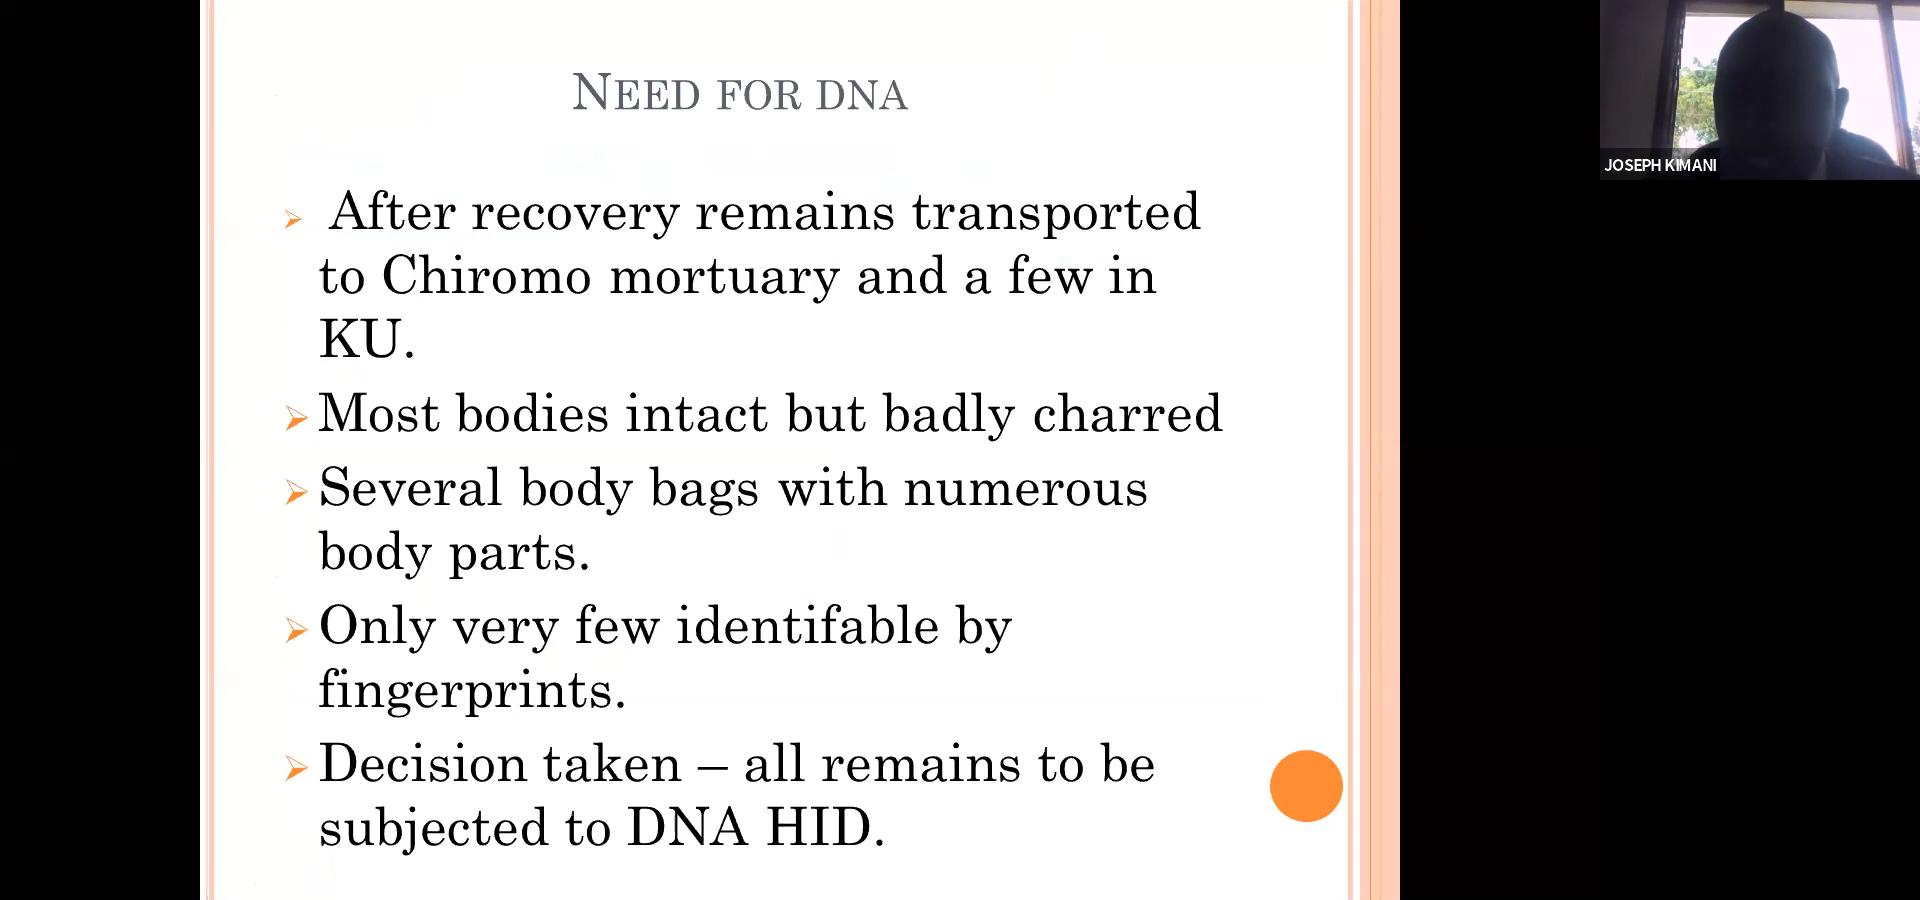 NEED FOR DNA
JOSEPH KIMANI
After recovery remains transported
to Chiromo mortuary and a few in
KU.
Most bodies intact but badly charred
Several body bags with numerous
body parts.
Only very few identifable by
fingerprints.
Decision taken – all remains to be
subjected to DNA HID.